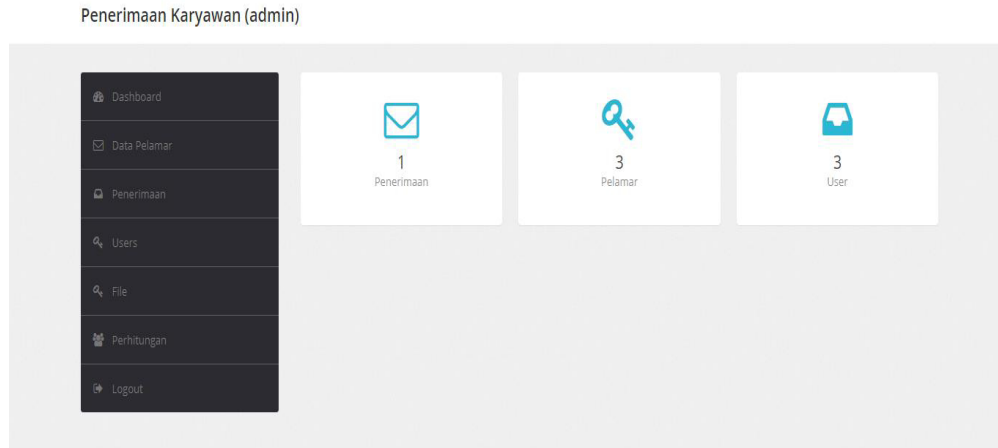 Penerimaan Karyawan (admin)
Dashboard
Data Pelamar
Penerimaan
Users
File
Perhitungan
Logout
1
Penerimaan
3
Pelamar
3
User